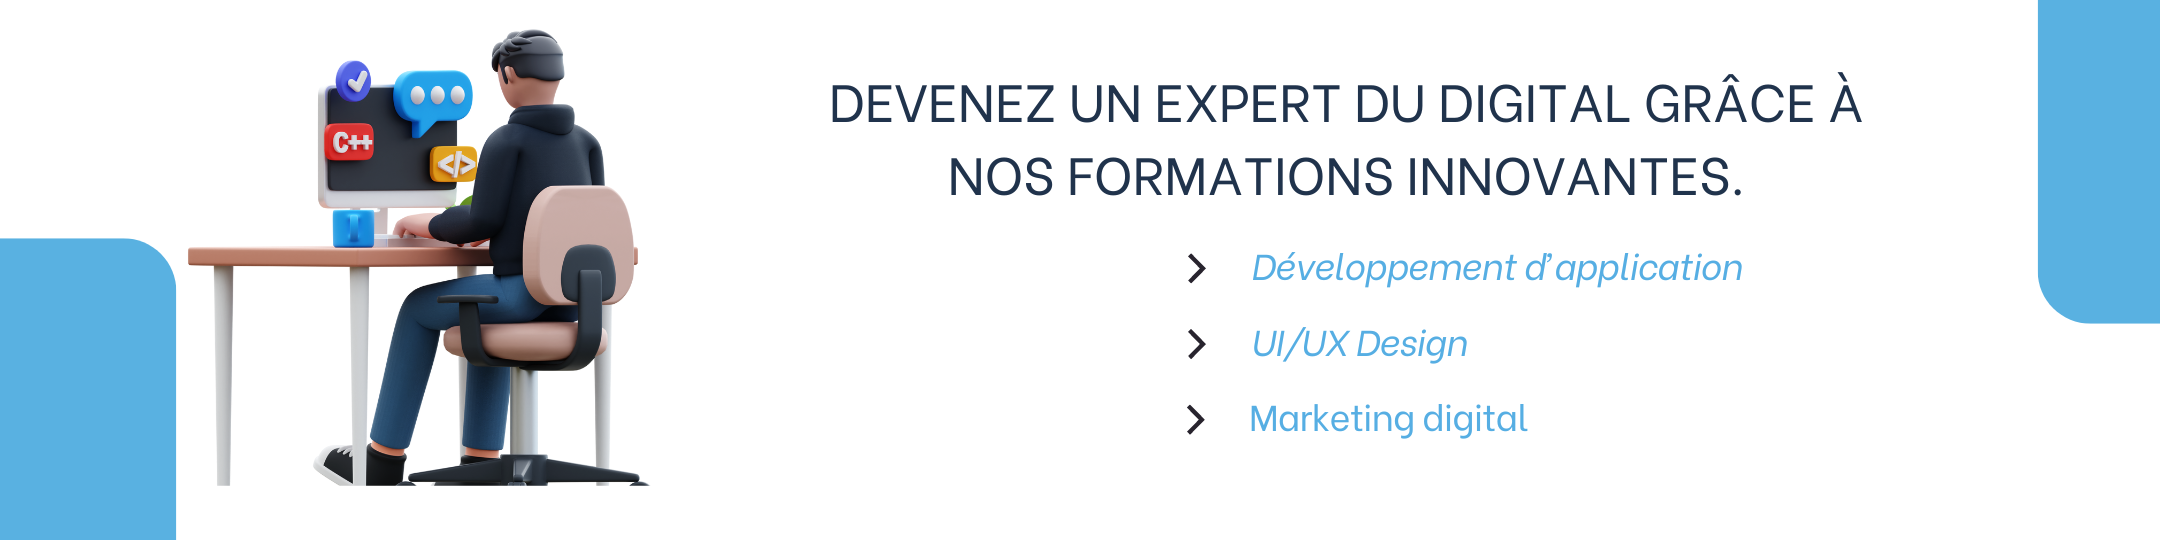 C++
</>
DEVENEZ UN EXPERT DU DIGITAL GRÂCE À
NOS FORMATIONS INNOVANTES.
Développement d'application
UI/UX Design
Marketing digital